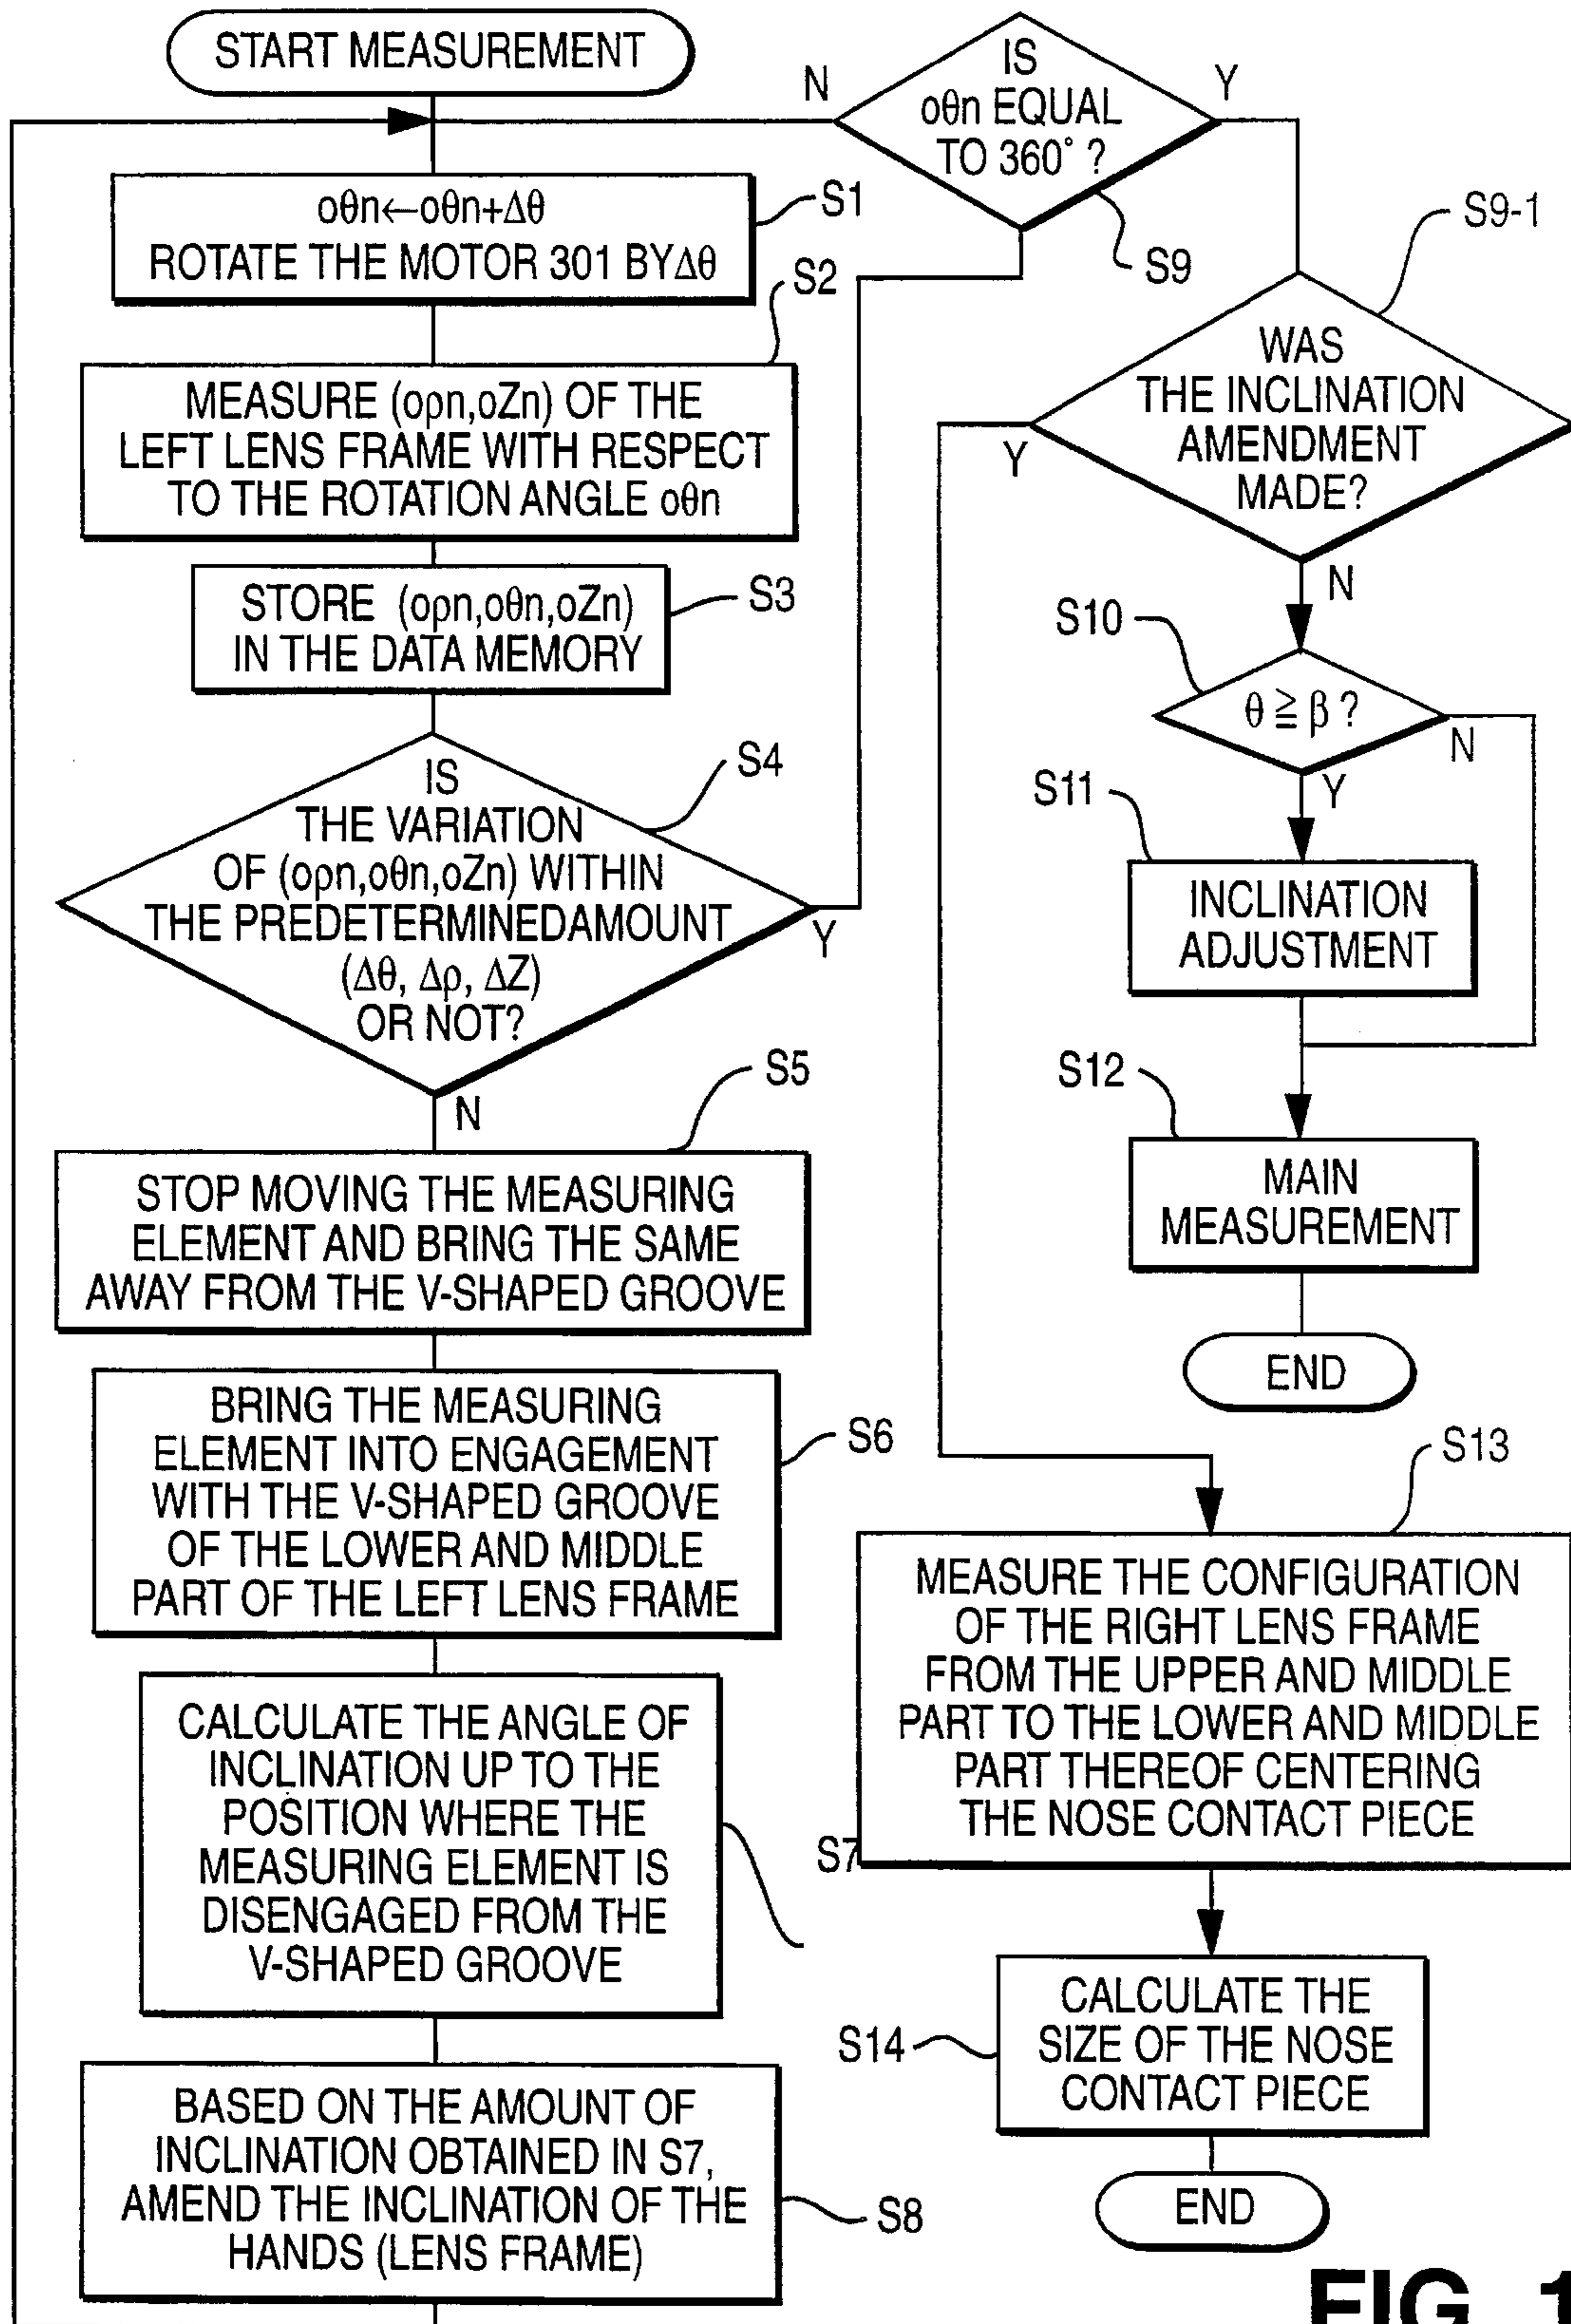 START MEASUREMENT
oθn←oθn+Δθ
ROTATE THE MOTOR 301 BYΔθ
S1
MEASURE (oρn,oZn) OF THE
LEFT LENS FRAME WITH RESPECT
TO THE ROTATION ANGLE oθn
S2
STORE (oρn,oθn,oZn)
IN THE DATA MEMORY
S3
IS
THE VARIATION
OF (oρn,oθn,oZn) WITHIN
THE PREDETERMINEDAMOUNT
(Δθ, Δρ, ΔZ)
OR NOT?
S4
Y
N
STOP MOVING THE MEASURING
ELEMENT AND BRING THE SAME
AWAY FROM THE V-SHAPED GROOVE
S5
BRING THE MEASURING
ELEMENT INTO ENGAGEMENT
WITH THE V-SHAPED GROOVE
OF THE LOWER AND MIDDLE
PART OF THE LEFT LENS FRAME
S6
CALCULATE THE ANGLE OF
INCLINATION UP TO THE
POSITION WHERE THE
MEASURING ELEMENT IS
DISENGAGED FROM THE
V-SHAPED GROOVE
S7
BASED ON THE AMOUNT OF
INCLINATION OBTAINED IN S7,
AMEND THE INCLINATION OF THE
HANDS (LENS FRAME)
S8
IS
oθn EQUAL
TO 360° ?
N
Y
S9
WAS
THE INCLINATION
AMENDMENT
MADE?
S9-1
Y
N
θ ≧ β ?
S10
N
Y
INCLINATION
ADJUSTMENT
S11
MAIN
MEASUREMENT
S12
END
MEASURE THE CONFIGURATION
OF THE RIGHT LENS FRAME
FROM THE UPPER AND MIDDLE
PART TO THE LOWER AND MIDDLE
PART THEREOF CENTERING
THE NOSE CONTACT PIECE
S13
CALCULATE THE
SIZE OF THE NOSE
CONTACT PIECE
S14
END
FIG. 1